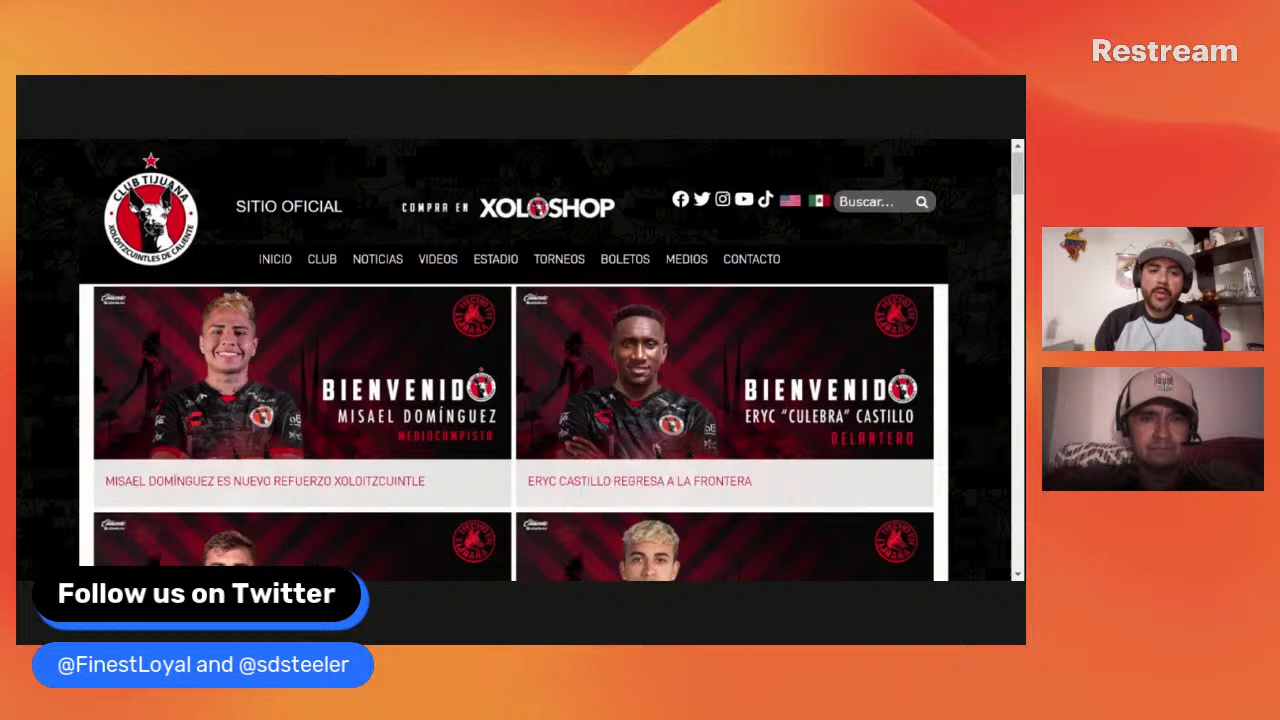 Restream
CLUB TIJUANA
XOLOITZCUINTLES DE CALIENTE
SITIO OFICIAL
COMPRA EN
XOLOSHOP
Buscar...
INICIO CLUB NOTICIAS VIDEOS ESTADIO TORNEOS BOLETOS MEDIOS CONTACTO
BIENVENIDO
MISAEL DOMÍNGUEZ
MEDIOCAMPISTA
MISAEL DOMÍNGUEZ ES NUEVO REFUERZO XOLOITZCUINTLE
BIENVENIDO
ERYC "CULEBRA" CASTILLO
DELANTERO
ERYC CASTILLO REGRESA A LA FRONTERA
Follow us on Twitter
@FinestLoyal and @sdsteeler